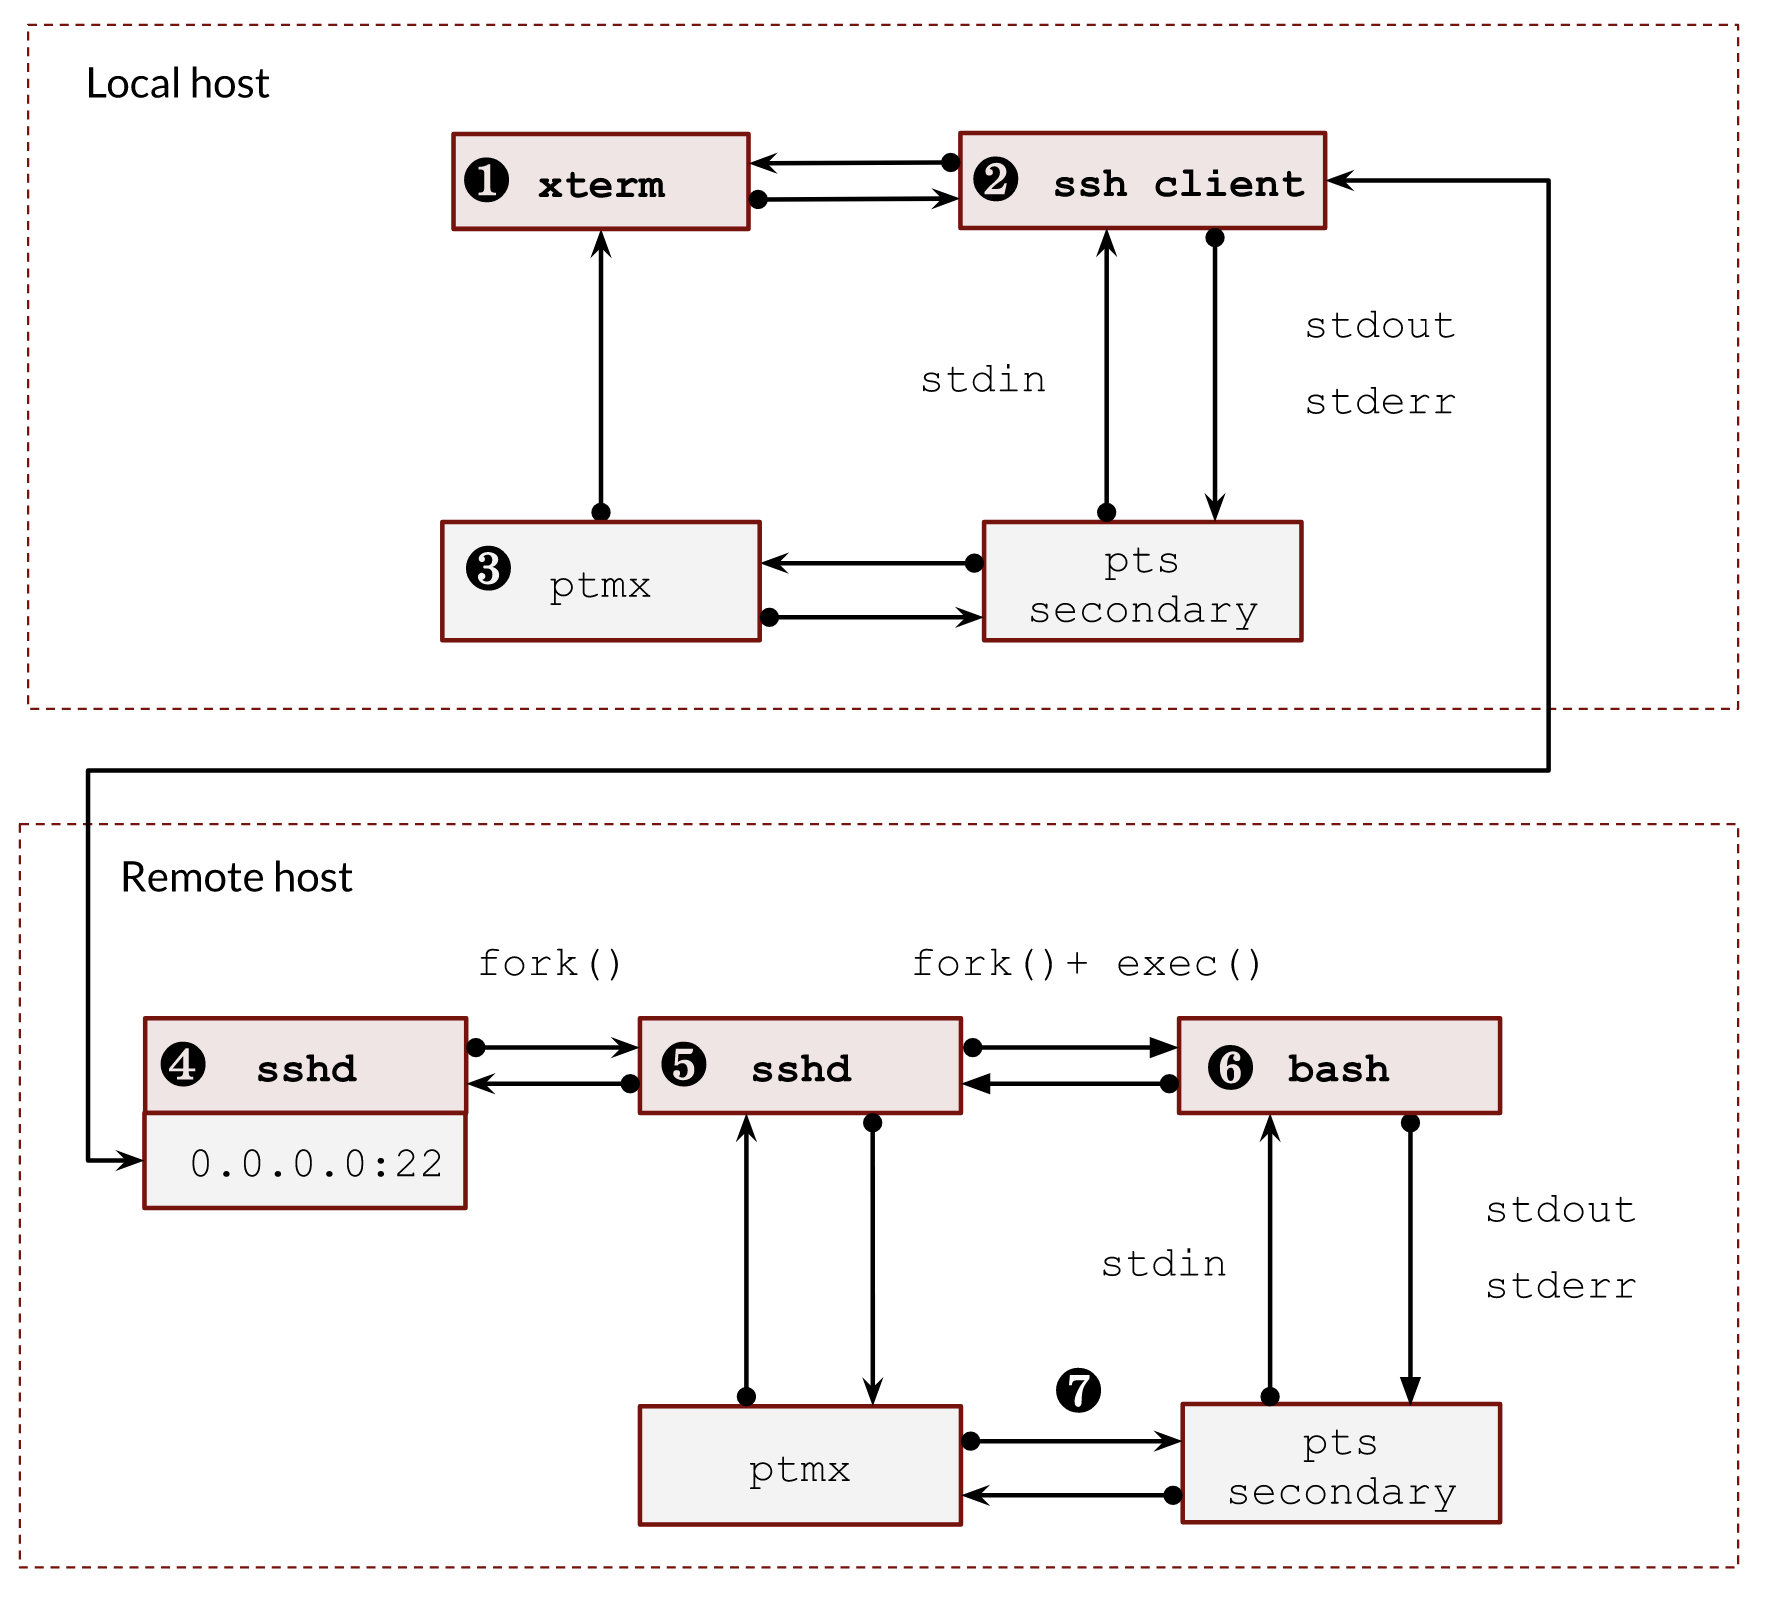 Local host
❶ xterm
❷ ssh client
stdin
stdout
stderr
❸ ptmx
pts
secondary
Remote host
fork()
fork()+ exec()
❹ sshd
❺ sshd
❻ bash
0.0.0.0:22
stdin
stdout
stderr
❼
ptmx
pts
secondary